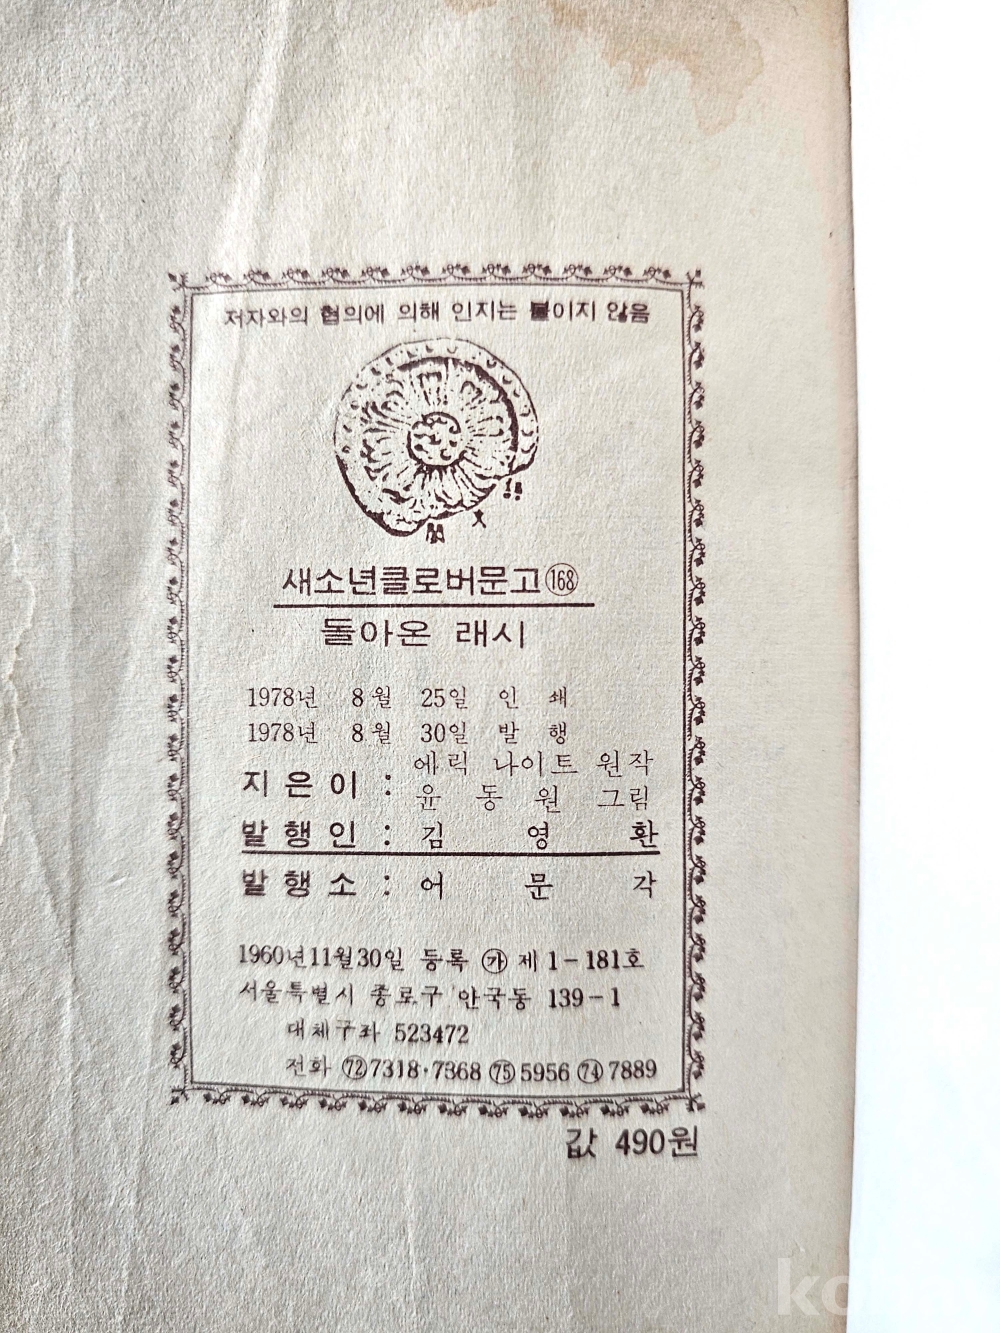 저자와의 협의에 의해 인지는 붙이지 않음
새소년클로버문고168
돌아온 래시
1978년 8월 25일 인 쇄
1978년 8월 30일 발 행
지은이 : 에릭 나이트 원작
윤 동 원 그림
발행인 : 김 영 환
발행소 : 어 문 각
1960년11월30일 등록 ㉮ 제1-181호
서울특별시 종로구 안국동 139-1
대체구좌 523472
전화 (72)7318·7368 (75)5956 (74)7889
값 490원